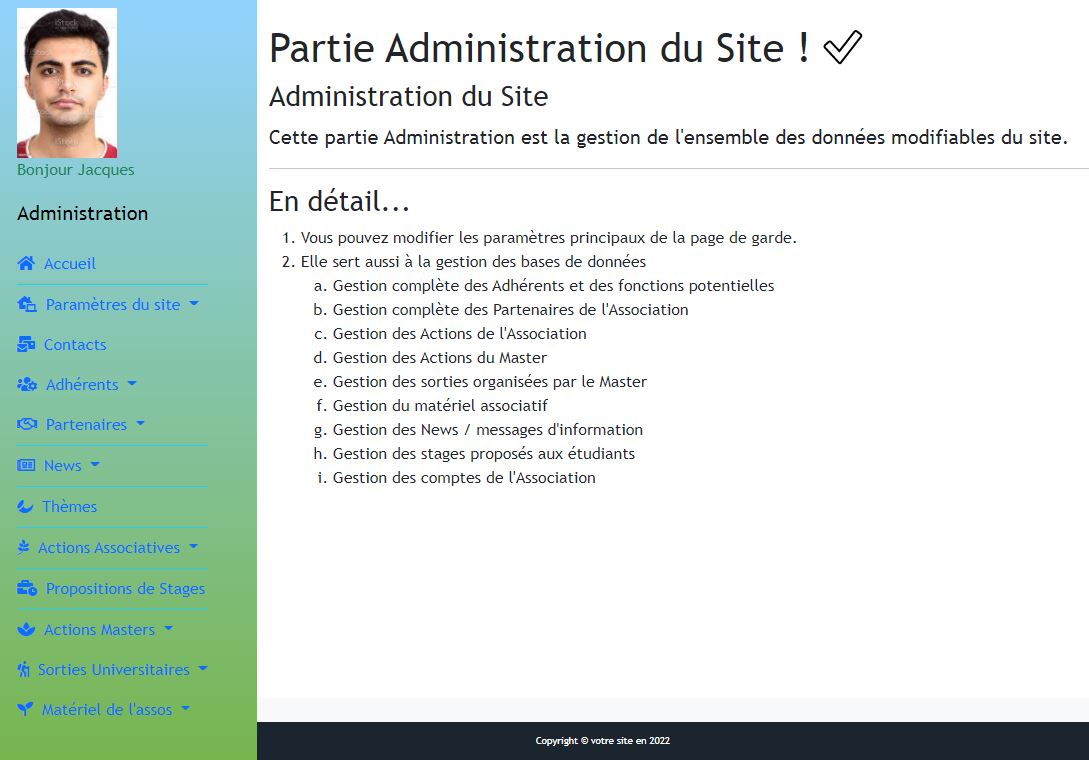 iStock
iStock
Bonjour Jacques
Administration
Accueil
Paramètres du site
Contacts
Adhérents
Partenaires
News
Thèmes
Actions Associatives
Propositions de Stages
Actions Masters
Sorties Universitaires
Matériel de l'assos
Partie Administration du Site !
Administration du Site
Cette partie Administration est la gestion de l'ensemble des données modifiables du site.
En détail...
1. Vous pouvez modifier les paramètres principaux de la page de garde.
2. Elle sert aussi à la gestion des bases de données
a. Gestion complète des Adhérents et des fonctions potentielles
b. Gestion complète des Partenaires de l'Association
c. Gestion des Actions de l'Association
d. Gestion des Actions du Master
e. Gestion des sorties organisées par le Master
f. Gestion du matériel associatif
g. Gestion des News / messages d'information
h. Gestion des stages proposés aux étudiants
i. Gestion des comptes de l'Association
Copyright © votre site en 2022